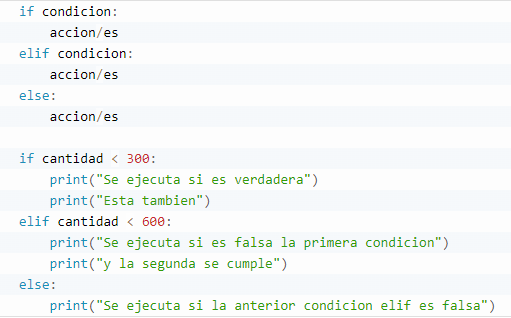 if condicion:
    accion/es
elif condicion:
    accion/es
else:
    accion/es

if cantidad < 300:
    print("Se ejecuta si es verdadera")
    print("Esta tambien")
elif cantidad < 600:
    print("Se ejecuta si es falsa la primera condicion")
    print("y la segunda se cumple")
else:
    print("Se ejecuta si la anterior condicion elif es falsa")